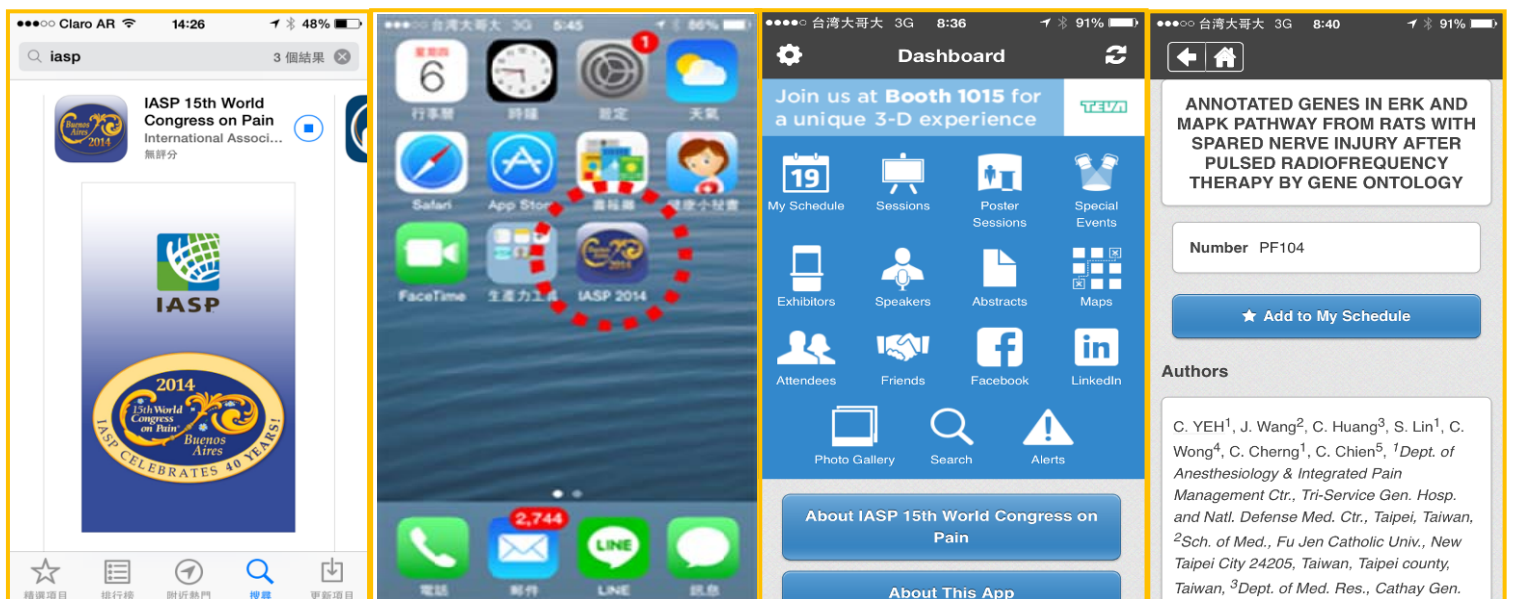 Claro AR 14:26 48%
iasp 3 個結果
IASP 15th World
Congress on Pain
International Associ...
無評分
Buenos
Aires
2014
IASP
2014
15th World
Congress
on Pain
Buenos
Aires
IASP CELEBRATES 40 YEARS!
精選項目 排行榜 附近熱門 搜尋 更新項目
台湾大哥大 3G 5:45 86%
星期四
6
1
行事曆 時鐘 設定 天氣
Safari App Store 書報攤
FaceTime 生產力工具 IASP 2014
2,744
LINE
電話 郵件 LINE 訊息
台湾大哥大 3G 8:36 91%
Dashboard
Join us at Booth 1015 for
a unique 3-D experience
TEVA
19
My Schedule Sessions Poster Sessions Special Events
Exhibitors Speakers Abstracts Maps
Attendees Friends Facebook LinkedIn
Photo Gallery Search Alerts
About IASP 15th World Congress on
Pain
About This App
台湾大哥大 3G 8:40 91%
ANNOTATED GENES IN ERK AND
MAPK PATHWAY FROM RATS WITH
SPARED NERVE INJURY AFTER
PULSED RADIOFREQUENCY
THERAPY BY GENE ONTOLOGY
Number PF104
Add to My Schedule
Authors
C. YEH1, J. Wang2, C. Huang3, S. Lin1, C.
Wong4, C. Cherng1, C. Chien5, 1Dept. of
Anesthesiology & Integrated Pain
Management Ctr., Tri-Service Gen. Hosp.
and Natl. Defense Med. Ctr., Taipei, Taiwan,
2Sch. of Med., Fu Jen Catholic Univ., New
Taipei City 24205, Taiwan, Taipei county,
Taiwan, 3Dept. of Med. Res., Cathay Gen.